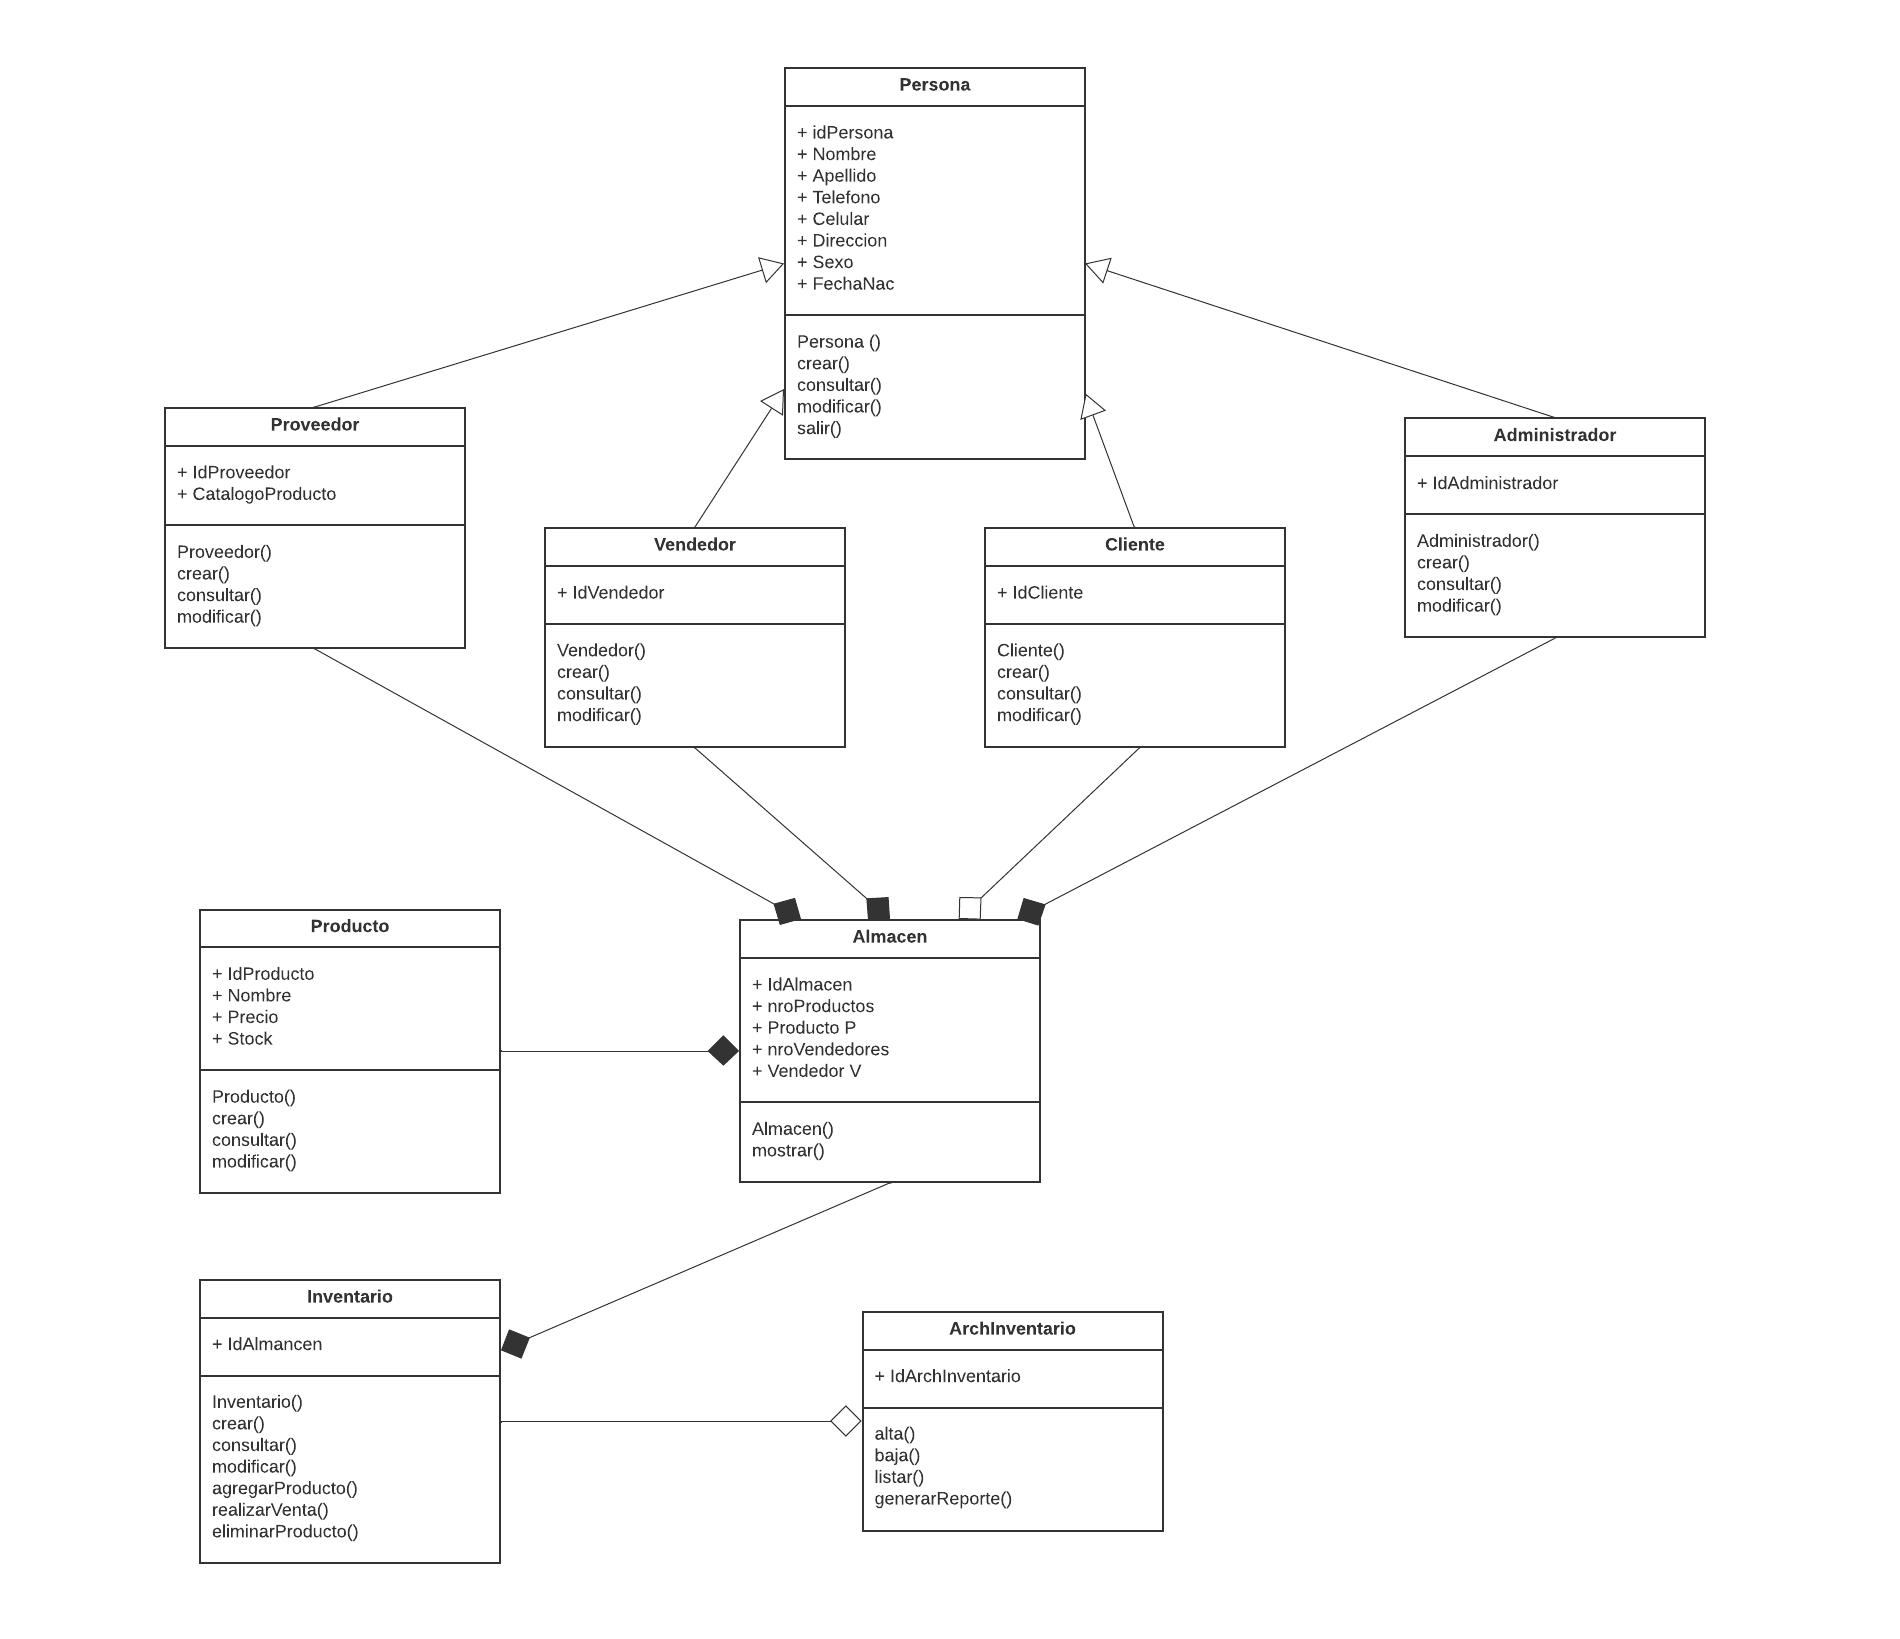 Persona
+ idPersona
+ Nombre
+ Apellido
+ Telefono
+ Celular
+ Direccion
+ Sexo
+ FechaNac
Persona ()
crear()
consultar()
modificar()
salir()
Proveedor
+ IdProveedor
+ CatalogoProducto
Proveedor()
crear()
consultar()
modificar()
Vendedor
+ IdVendedor
Vendedor()
crear()
consultar()
modificar()
Cliente
+ IdCliente
Cliente()
crear()
consultar()
modificar()
Administrador
+ IdAdministrador
Administrador()
crear()
consultar()
modificar()
Producto
+ IdProducto
+ Nombre
+ Precio
+ Stock
Producto()
crear()
consultar()
modificar()
Almacen
+ IdAlmacen
+ nroProductos
+ Producto P
+ nroVendedores
+ Vendedor V
Almacen()
mostrar()
Inventario
+ IdAlmancen
Inventario()
crear()
consultar()
modificar()
agregarProducto()
realizarVenta()
eliminarProducto()
ArchInventario
+ IdArchInventario
alta()
baja()
listar()
generarReporte()